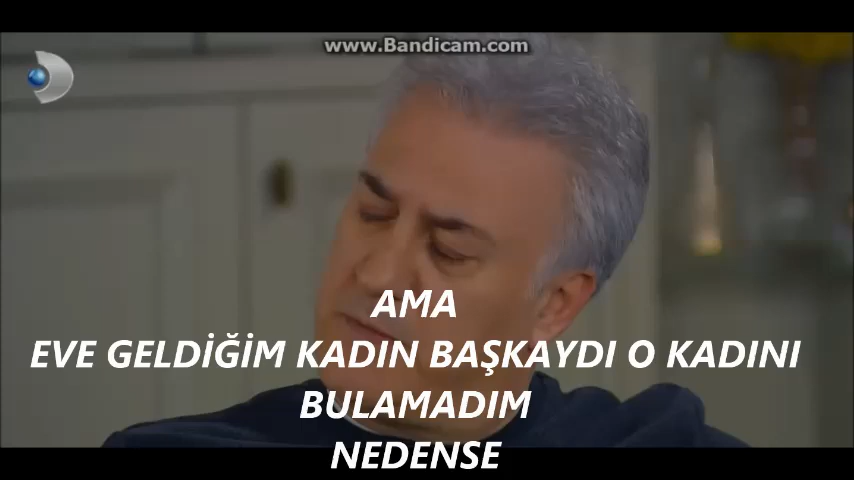 www.Bandicam.com
AMA
EVE GELDİĞİM KADIN BAŞKAYDI O KADINI
BULAMADIM
NEDENSE